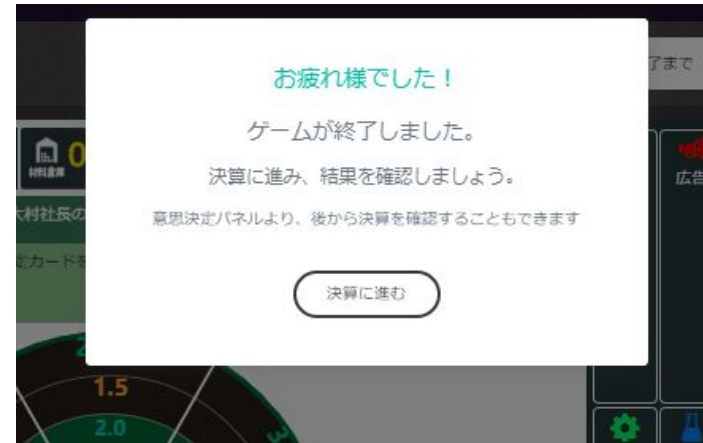 お疲れ様でした！
ゲームが終了しました。
決算に進み、結果を確認しましょう。
意思決定パネルより、後から決算を確認することもできます
決算に進む
了まで
材料倉庫
0
広告
大村社長の
定カードを
2
1.5
2.0
3